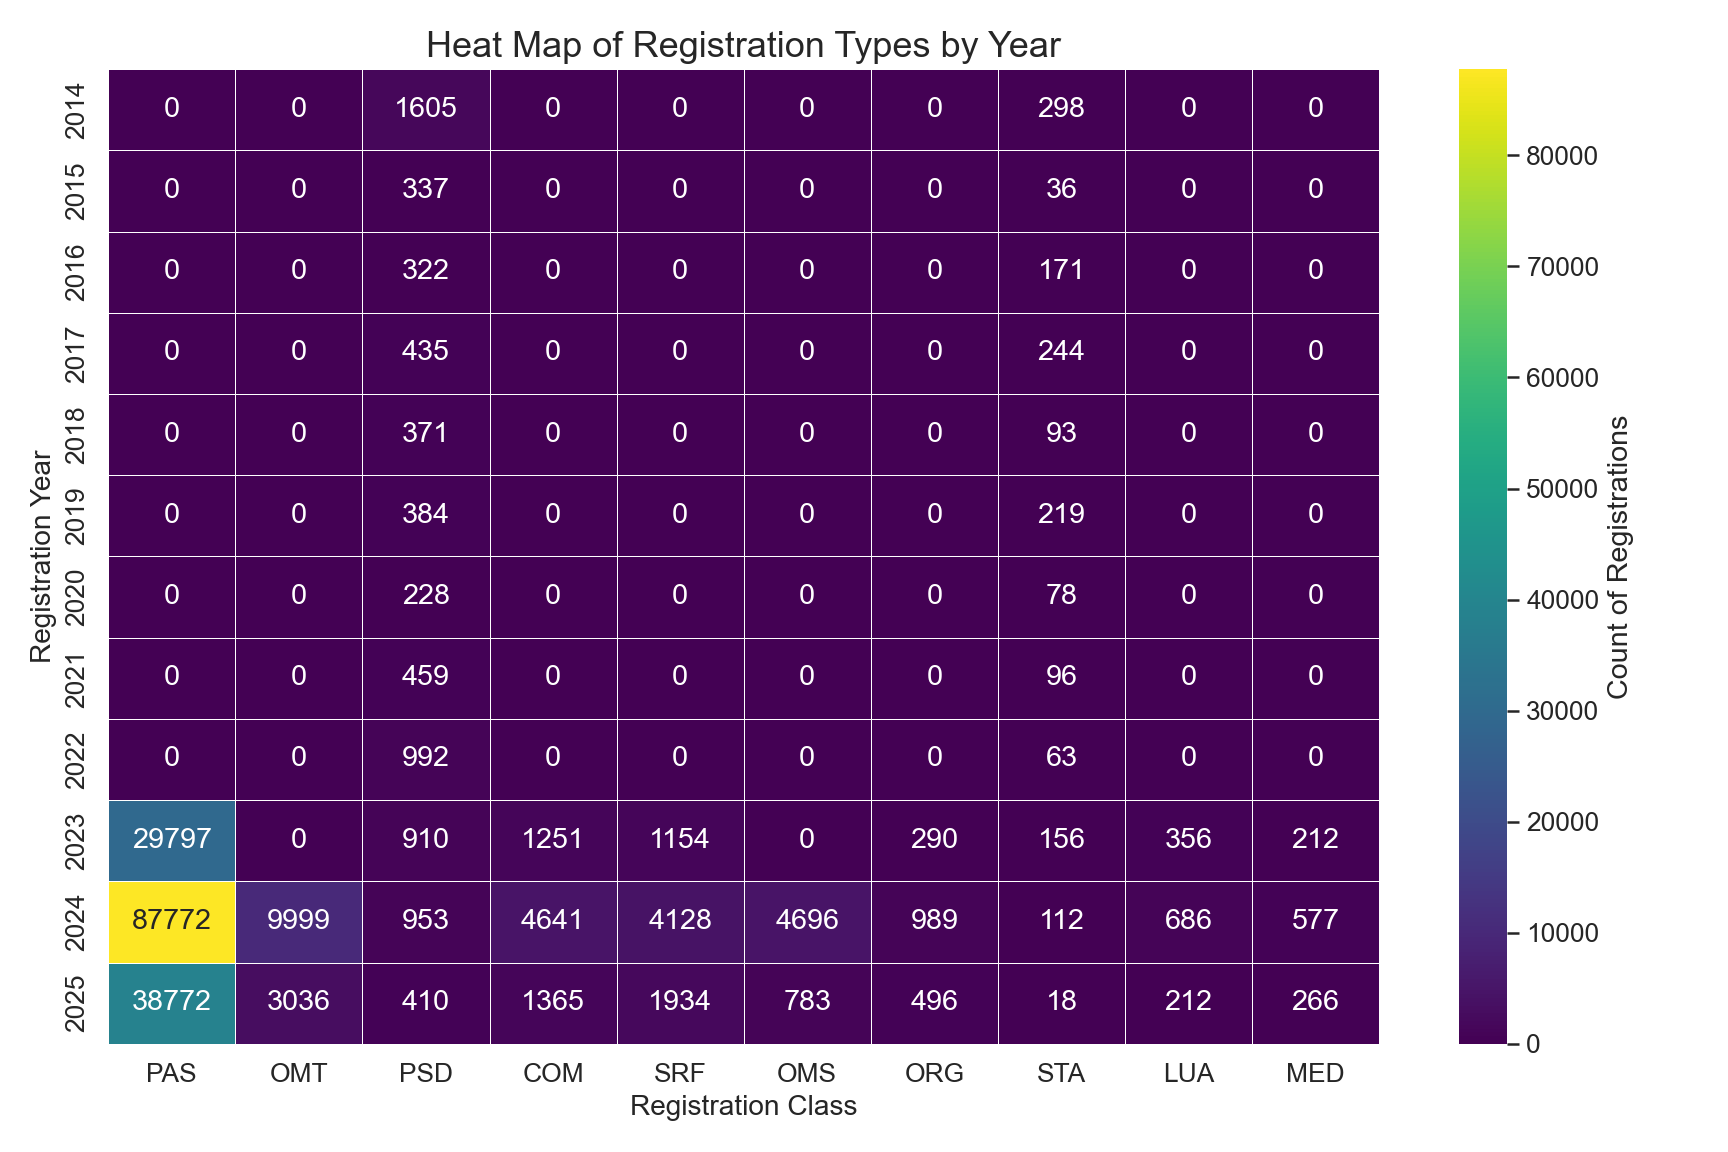 Heat Map of Registration Types by Year
Registration Year
2014 0 0 1605 0 0 0 0 298 0 0
2015 0 0 337 0 0 0 0 36 0 0
2016 0 0 322 0 0 0 0 171 0 0
2017 0 0 435 0 0 0 0 244 0 0
2018 0 0 371 0 0 0 0 93 0 0
2019 0 0 384 0 0 0 0 219 0 0
2020 0 0 228 0 0 0 0 78 0 0
2021 0 0 459 0 0 0 0 96 0 0
2022 0 0 992 0 0 0 0 63 0 0
2023 29797 0 910 1251 1154 0 290 156 356 212
2024 87772 9999 953 4641 4128 4696 989 112 686 577
2025 38772 3036 410 1365 1934 783 496 18 212 266
PAS OMT PSD COM SRF OMS ORG STA LUA MED
Registration Class
80000
70000
60000
50000
40000
30000
20000
10000
0
Count of Registrations